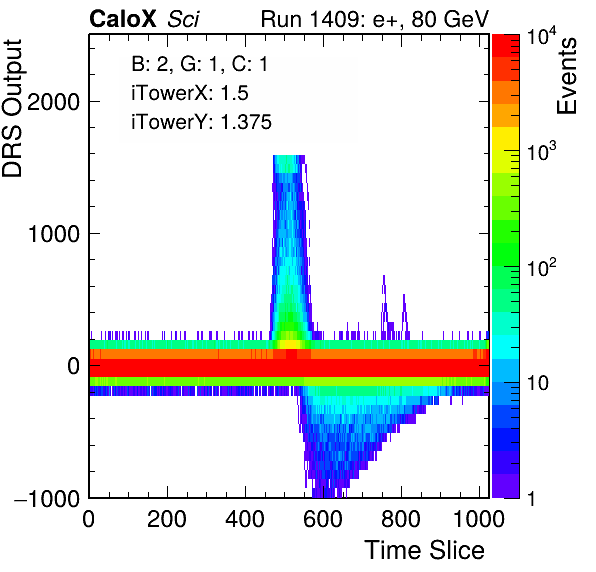 CaloX Sci Run 1409: e+, 80 GeV
B: 2, G: 1, C: 1
iTowerX: 1.5
iTowerY: 1.375
DRS Output
2000
1000
0
−1000
0 200 400 600 800 1000
Time Slice
Events
10^4
10^3
10^2
10
1